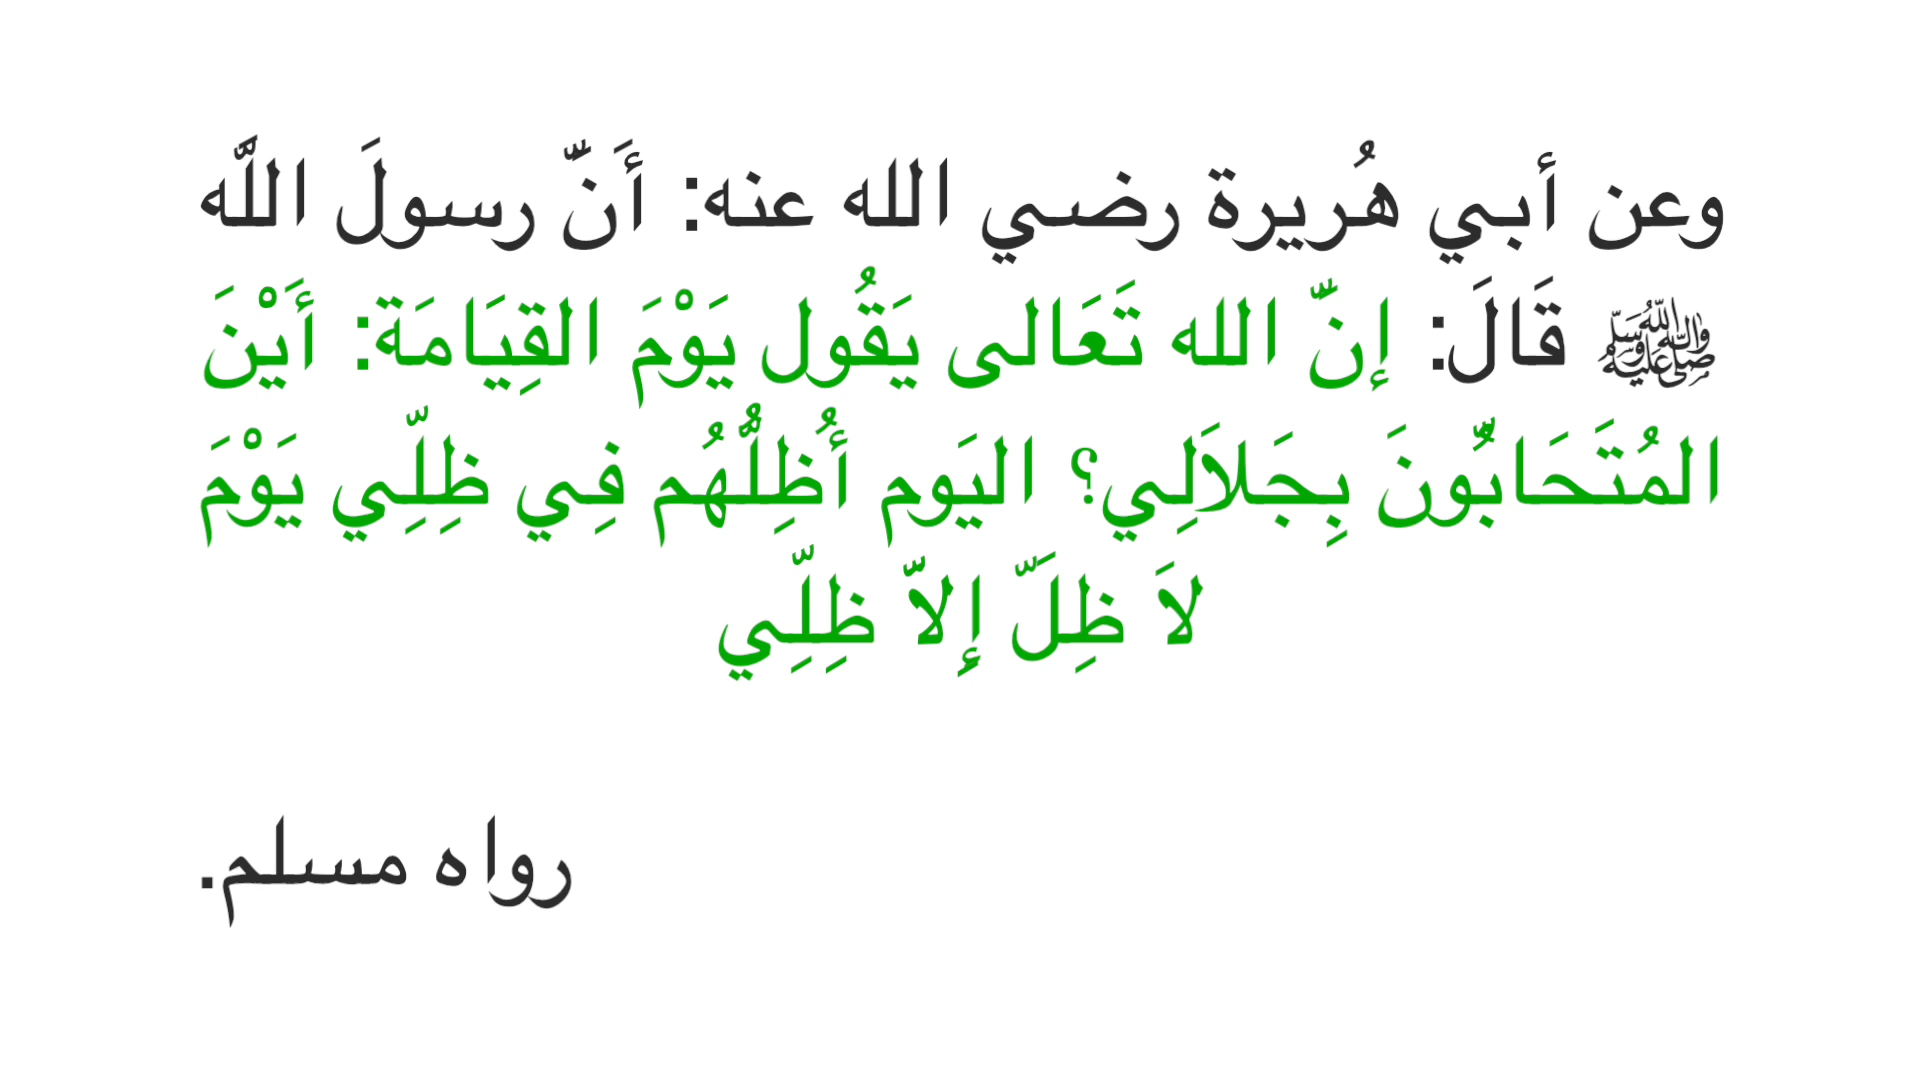 وعن أبي هُريرة رضي الله عنه: أَنَّ رسولَ اللَّه
ﷺ قَالَ: إنّ الله تَعَالى يَقُول يَوْمَ القِيَامَة: أَيْنَ
المُتَحَابُّونَ بِجَلاَلِي؟ اليَوم أُظِلُّهُم فِي ظِلِّي يَوْمَ
لاَ ظِلَّ إِلاّ ظِلِّي
رواه مسلم.